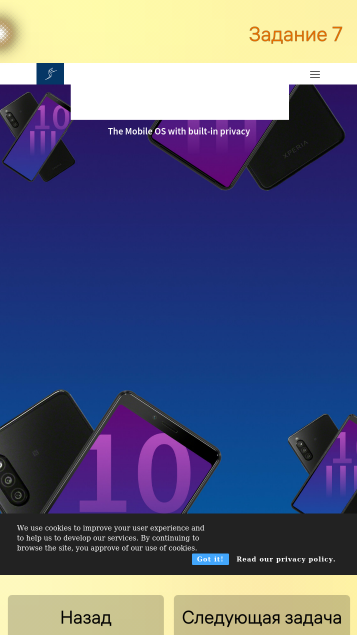 Задание 7
10
The Mobile OS with built-in privacy
XPERIA
10
1
We use cookies to improve your user experience and
to help us to develop our services. By continuing to
browse the site, you approve of our use of cookies.
Got it! Read our privacy policy.
Назад Следующая задача